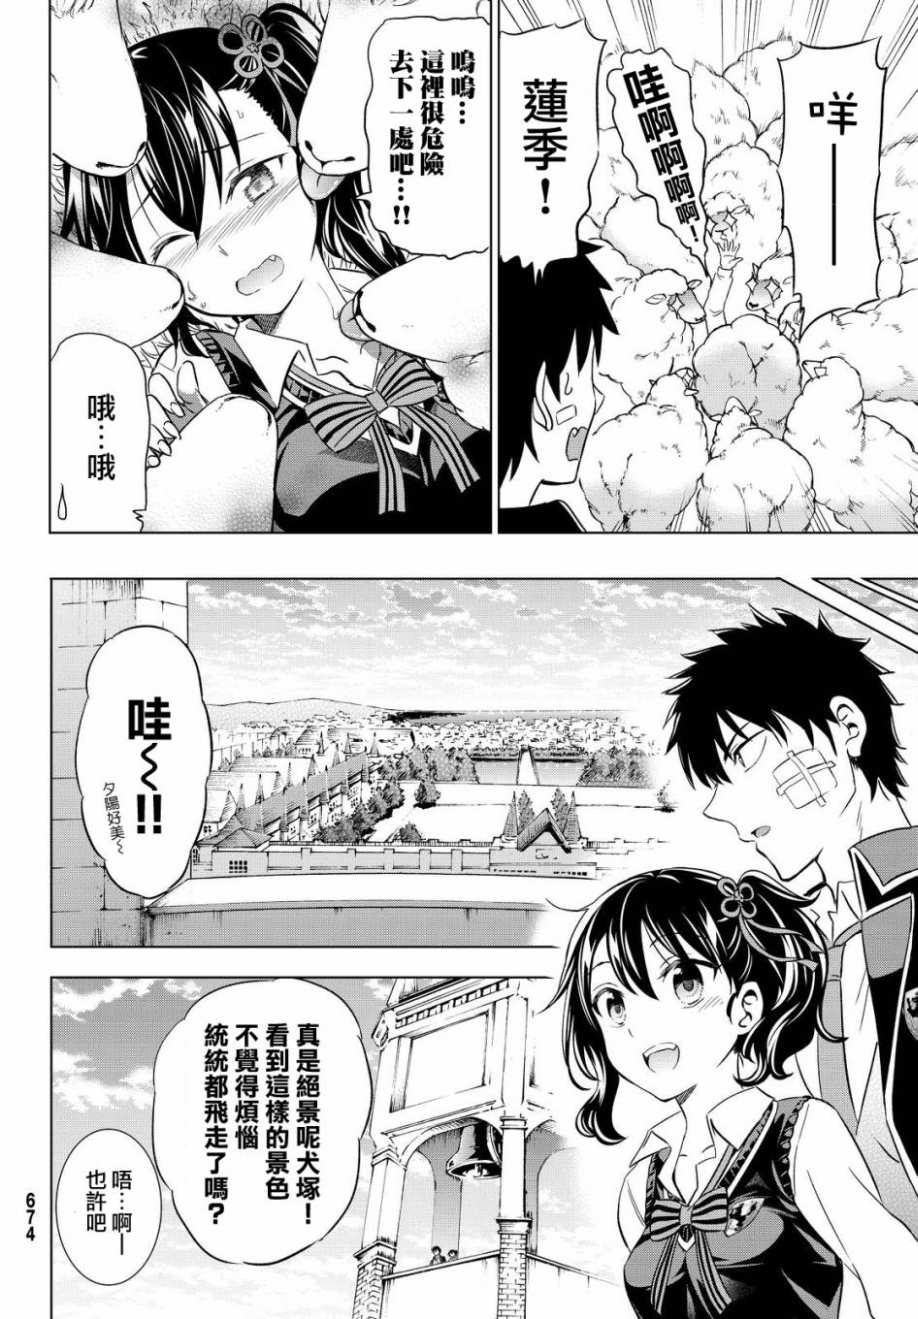 咩ー
哇啊啊啊啊ー
蓮季！
嗚嗚…
這裡很危險
去下一處吧…!!
哦…哦
哇～!!
夕陽好美～
真是絕景呢犬塚！
看到這樣的景色
不覺得煩惱
統統都飛走了嗎？
唔…啊ー
也許吧
674